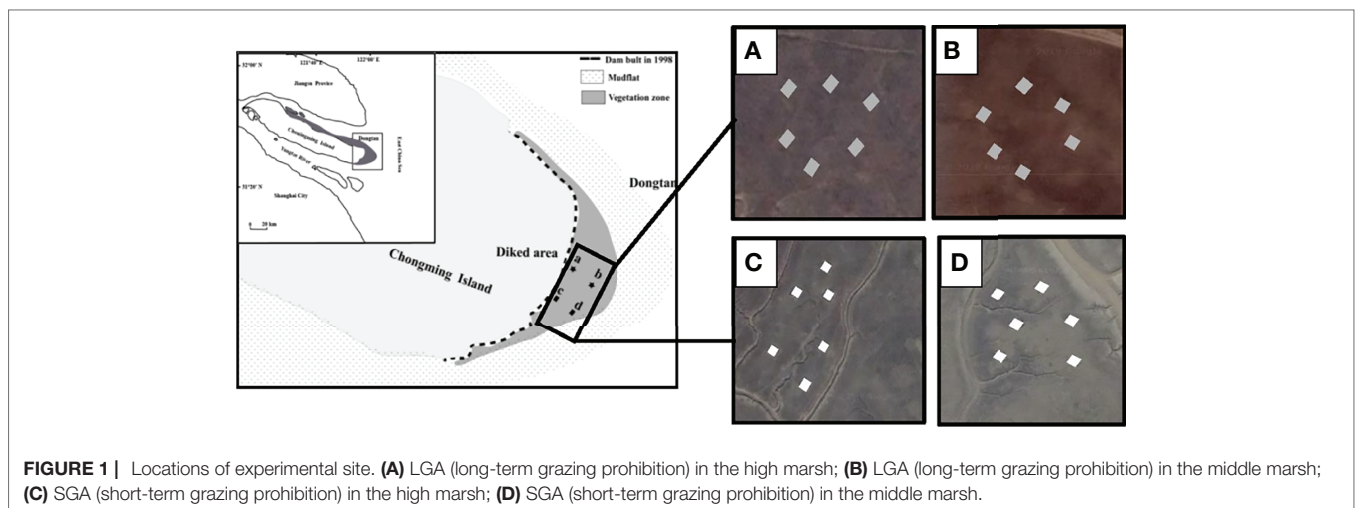 32°00′ N
121°40′ E
122°00′ E
Jiangsu Provice
Chongming Island
Dongtan
East China Sea
Yangtze River
31°20′ N
Shanghai City
0 20 km
Dam bult in 1998
Mudflat
Vegetation zone
Dongtan
Diked area
Chongming Island
a
b
c
d
A
B
C
D
FIGURE 1 | Locations of experimental site. (A) LGA (long-term grazing prohibition) in the high marsh; (B) LGA (long-term grazing prohibition) in the middle marsh;
(C) SGA (short-term grazing prohibition) in the high marsh; (D) SGA (short-term grazing prohibition) in the middle marsh.